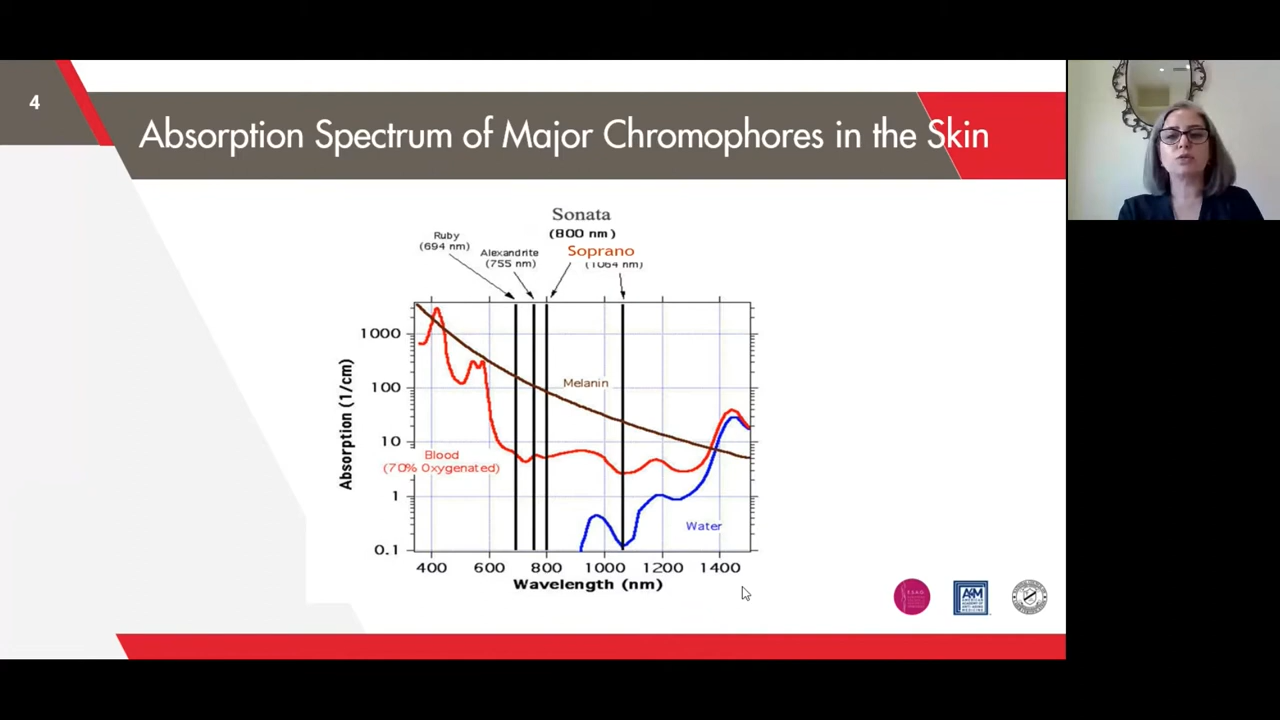 4
Absorption Spectrum of Major Chromophores in the Skin
Sonata
Ruby
(694 nm)
(800 nm)
Alexandrite
(755 nm)
Soprano
(1064 nm)
1000
100
10
1
0.1
Absorption (1/cm)
Melanin
Blood
(70% Oxygenated)
Water
400 600 800 1000 1200 1400
Wavelength (nm)
A4M